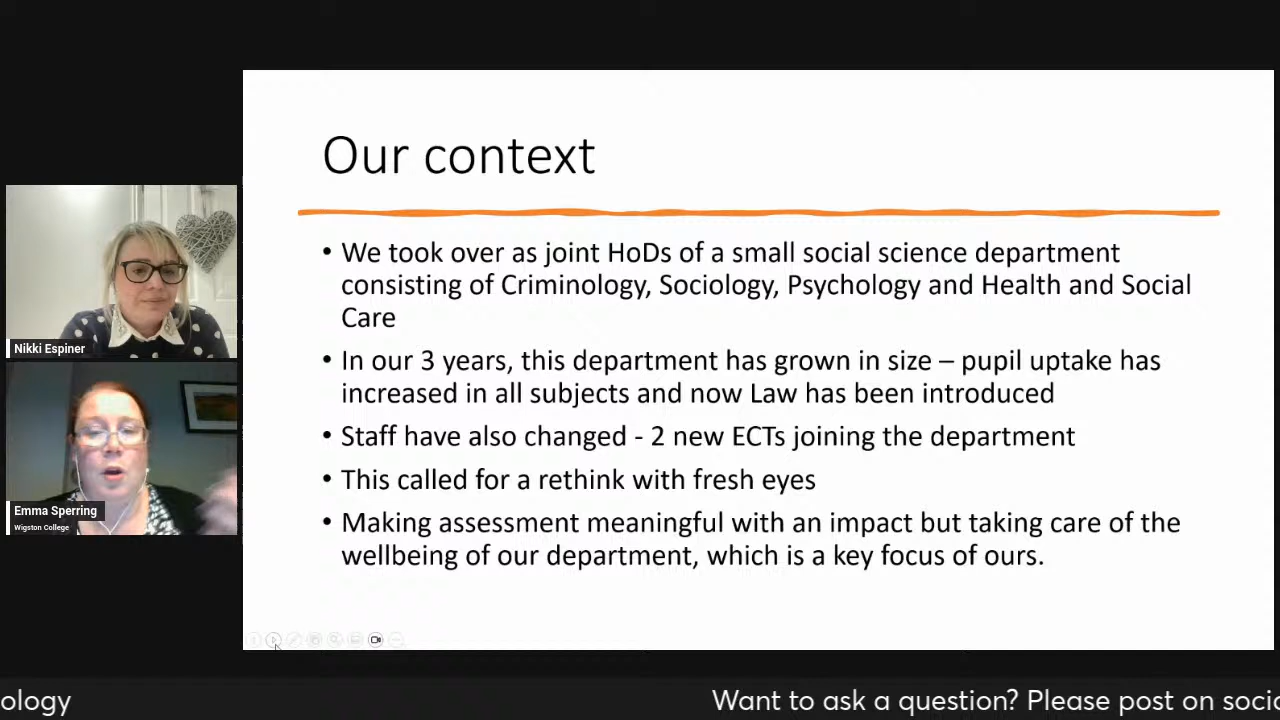 Our context
• We took over as joint HoDs of a small social science department
consisting of Criminology, Sociology, Psychology and Health and Social
Care
• In our 3 years, this department has grown in size – pupil uptake has
increased in all subjects and now Law has been introduced
• Staff have also changed - 2 new ECTs joining the department
• This called for a rethink with fresh eyes
• Making assessment meaningful with an impact but taking care of the
wellbeing of our department, which is a key focus of ours.
Nikki Espiner
Emma Sperring
Wigston College
ology
Want to ask a question? Please post on socia